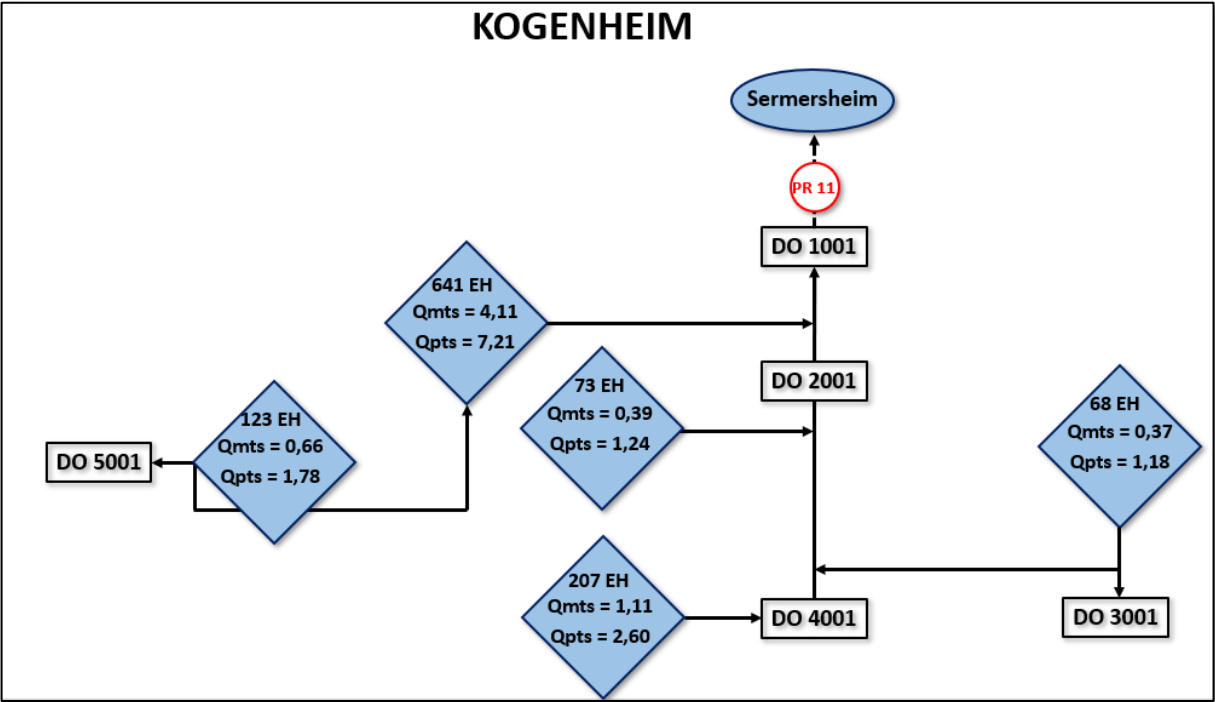 KOGENHEIM
Sermersheim
PR 11
DO 1001
641 EH
Qmts = 4,11
Qpts = 7,21
DO 2001
73 EH
Qmts = 0,39
Qpts = 1,24
68 EH
Qmts = 0,37
Qpts = 1,18
123 EH
Qmts = 0,66
Qpts = 1,78
DO 5001
207 EH
Qmts = 1,11
Qpts = 2,60
DO 4001
DO 3001